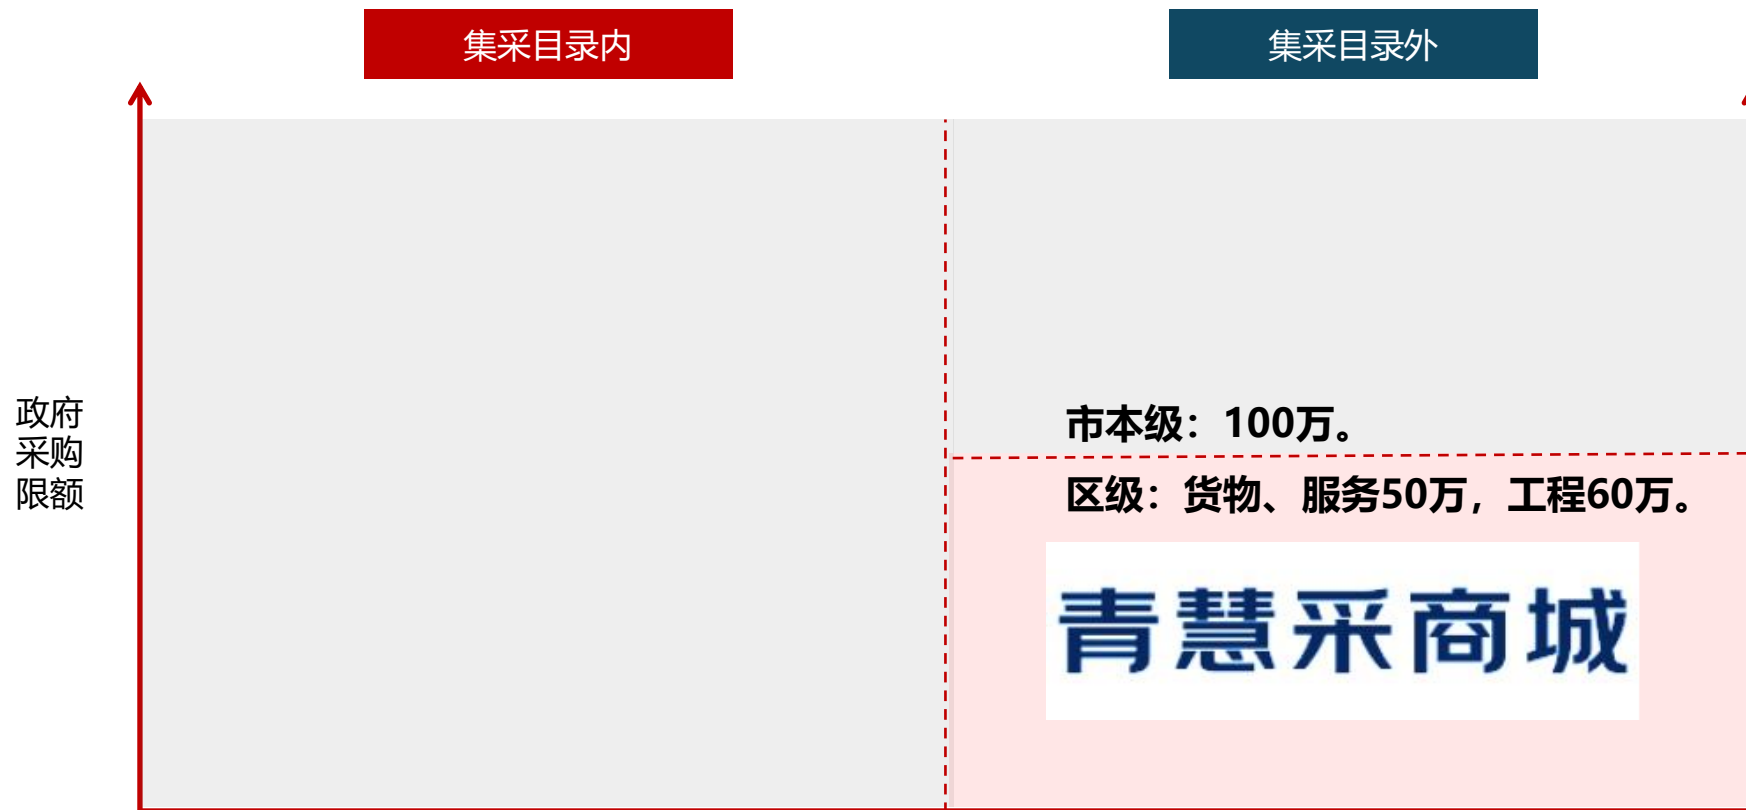 集采目录内
集采目录外
政府
采购
限额
市本级：100万。
区级：货物、服务50万，工程60万。
青慧采商城